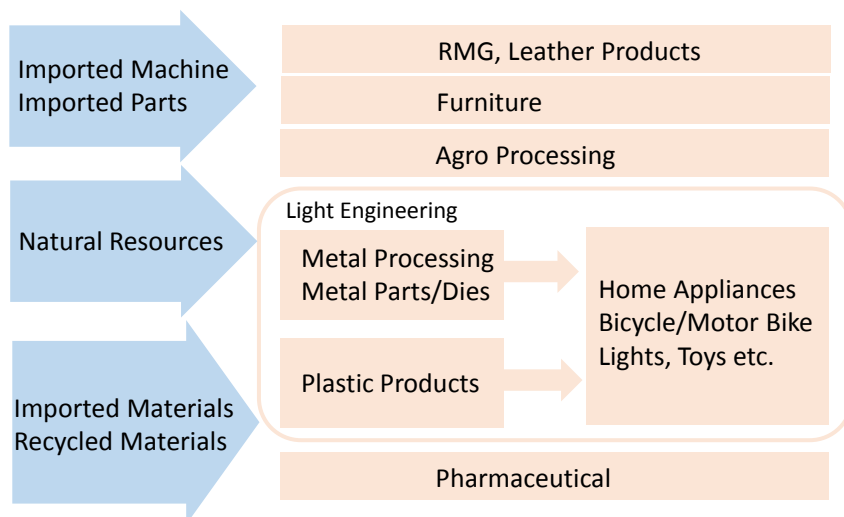 Imported Machine
Imported Parts
RMG, Leather Products
Furniture
Agro Processing
Natural Resources
Light Engineering
Metal Processing
Metal Parts/Dies
Home Appliances
Bicycle/Motor Bike
Lights, Toys etc.
Plastic Products
Imported Materials
Recycled Materials
Pharmaceutical